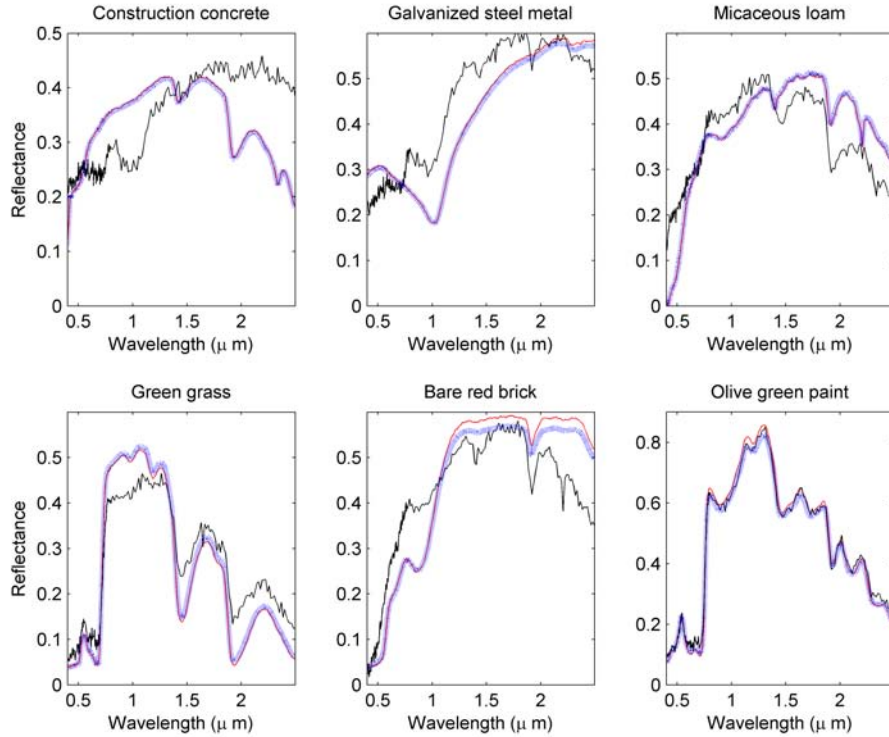 Construction concrete
Galvanized steel metal
Micaceous loam
Reflectance
0.5
0.4
0.3
0.2
0.1
0
0.5 1 1.5 2
Wavelength (μ m)
0.5
0.4
0.3
0.2
0.1
0
0.5 1 1.5 2
Wavelength (μ m)
0.5
0.4
0.3
0.2
0.1
0
0.5 1 1.5 2
Wavelength (μ m)
Green grass
Bare red brick
Olive green paint
Reflectance
0.5
0.4
0.3
0.2
0.1
0
0.5 1 1.5 2
Wavelength (μ m)
0.5
0.4
0.3
0.2
0.1
0
0.5 1 1.5 2
Wavelength (μ m)
0.8
0.6
0.4
0.2
0
0.5 1 1.5 2
Wavelength (μ m)